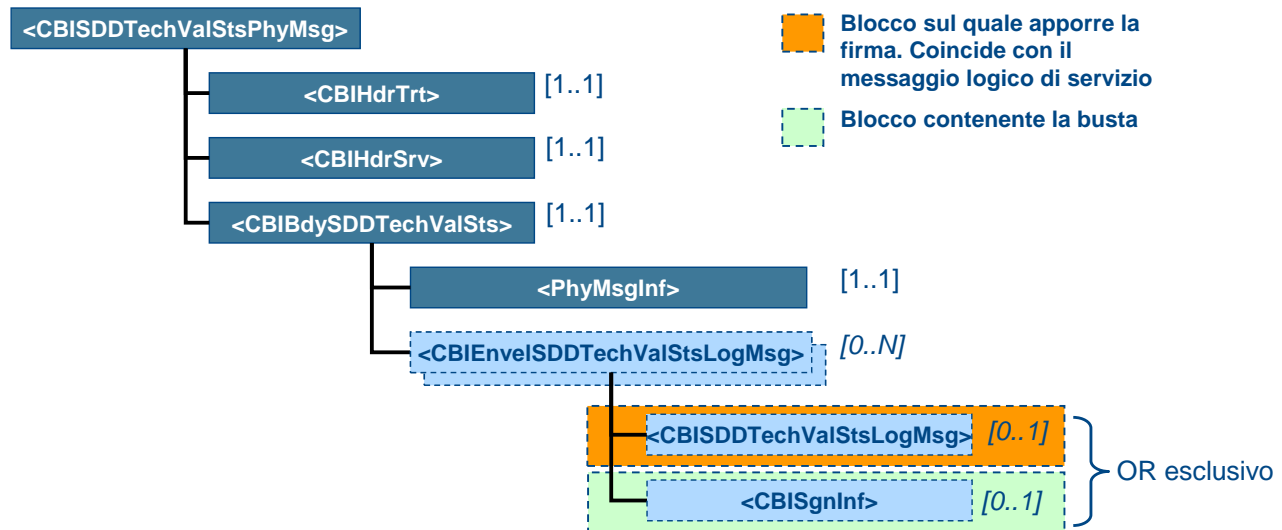 <CBISDDTechValStsPhyMsg>
Blocco sul quale apporre la
firma. Coincide con il
messaggio logico di servizio
<CBIHdrTrt> [1..1]
Blocco contenente la busta
<CBIHdrSrv> [1..1]
<CBIBdySDDTechValSts> [1..1]
<PhyMsgInf> [1..1]
<CBIEnvelSDDTechValStsLogMsg> [0..N]
<CBISDDTechValStsLogMsg> [0..1]
OR esclusivo
<CBISgnInf> [0..1]